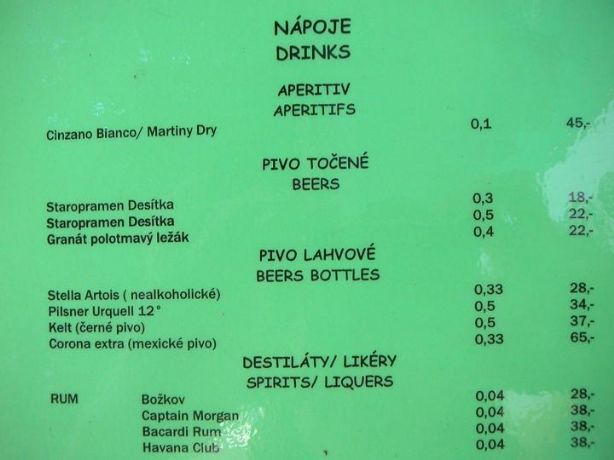 NÁPOJE
DRINKS
APERITIV
APERITIFS
Cinzano Bianco/ Martiny Dry 0,1 45,-
PIVO TOČENÉ
BEERS
Staropramen Desítka 0,3 18,-
Staropramen Desítka 0,5 22,-
Granát polotmavý ležák 0,4 22,-
PIVO LAHVOVÉ
BEERS BOTTLES
Stella Artois ( nealkoholické) 0,33 28,-
Pilsner Urquell 12° 0,5 34,-
Kelt (černé pivo) 0,5 37,-
Corona extra (mexické pivo) 0,33 65,-
DESTILÁTY/ LIKÉRY
SPIRITS/ LIQUERS
RUM Božkov 0,04 28,-
Captain Morgan 0,04 38,-
Bacardi Rum 0,04 38,-
Havana Club 0,04 38,-